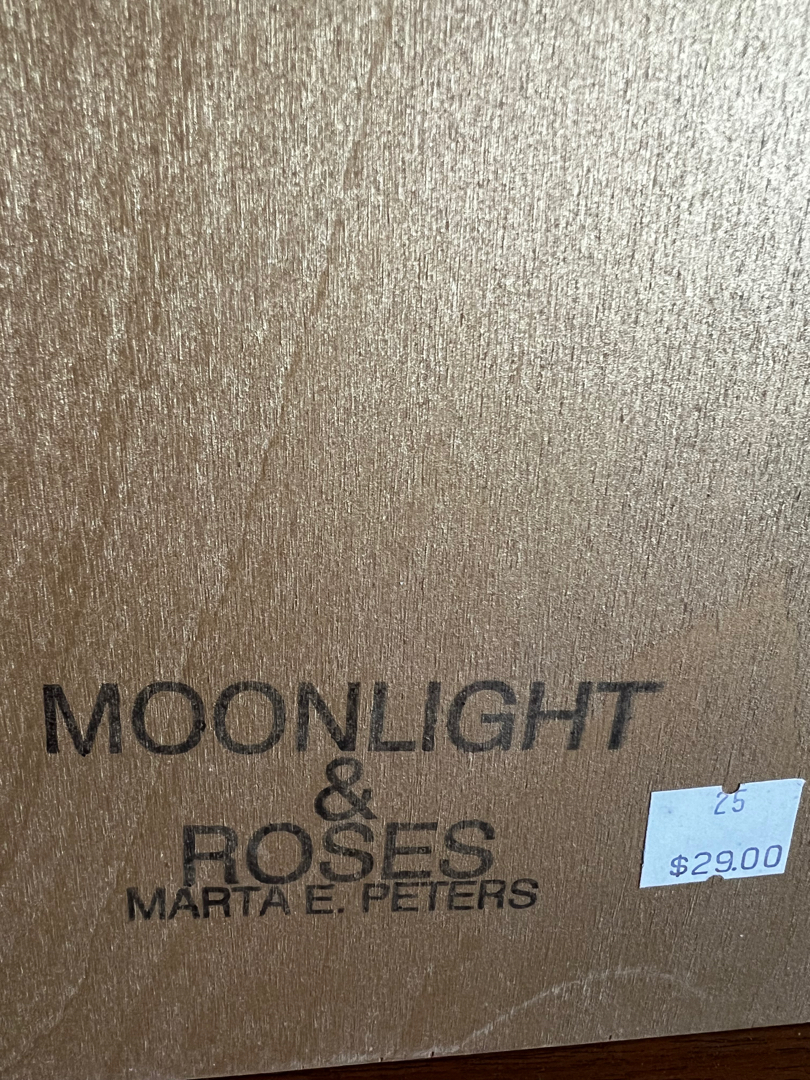 MOONLIGHT
&
ROSES
MARTA E. PETERS
25
$29.00